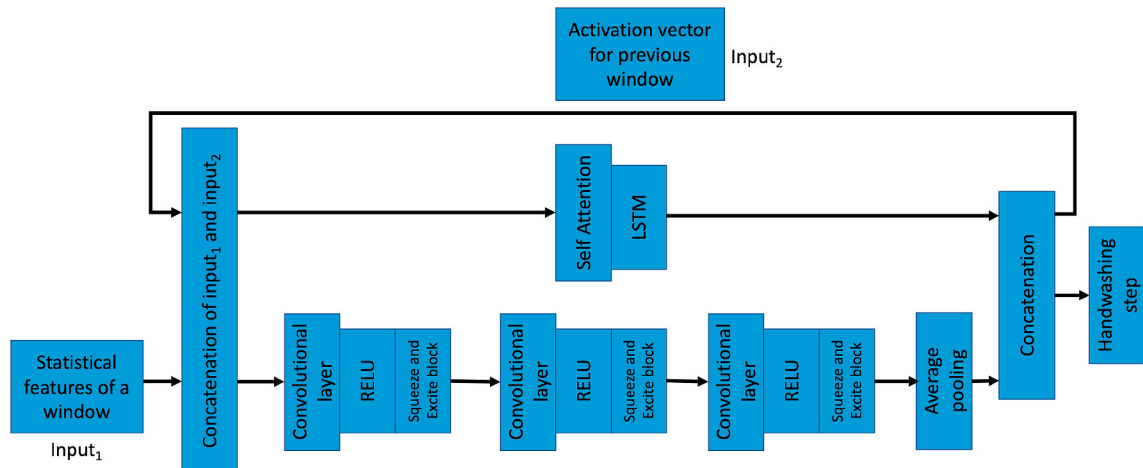 Activation vector
for previous
window
Input₂
Concatenation of input₁ and input₂
Self Attention
LSTM
Concatenation
Handwashing
step
Statistical
features of a
window
Input₁
Convolutional
layer
RELU
Squeeze and
Excite block
Convolutional
layer
RELU
Squeeze and
Excite block
Convolutional
layer
RELU
Squeeze and
Excite block
Average
pooling